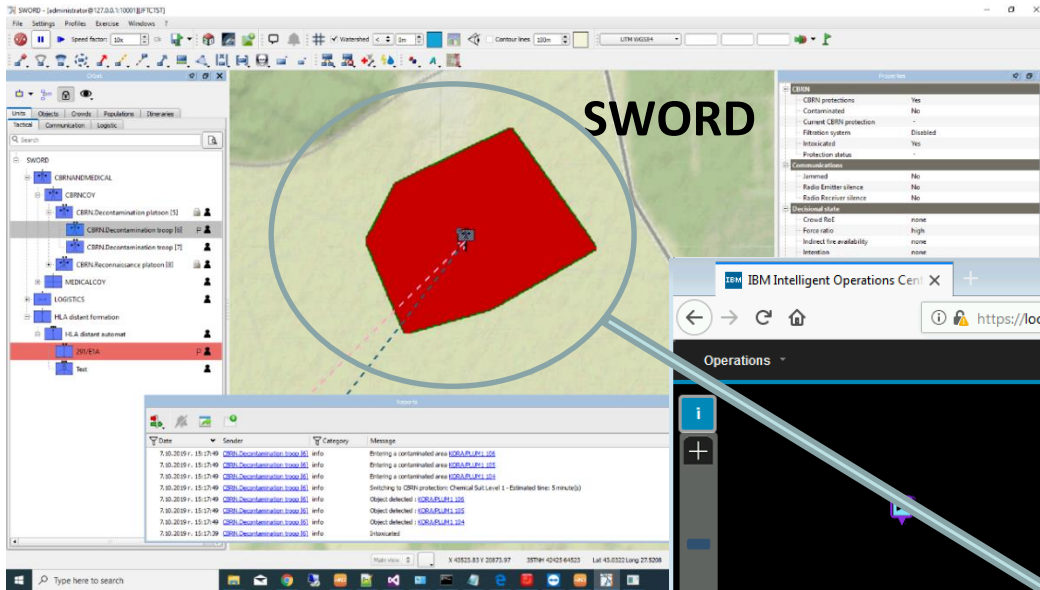 SWORD - [administrator@127.0.0.1:10001][JFTC1ST]
File Settings Profiles Exercise Windows ?
Speed factor: 10x
Watershed < 0m
Contour lines 100m
UTM WGS84
Orbat
Units Objects Crowds Populations Itineraries
Tactical Communication Logistic
Search
SWORD
CBRNANDMEDICAL
CBRNCOY
CBRN.Decontamination platoon [5]
CBRN.Decontamination troop [6]
CBRN.Decontamination troop [7]
CBRN.Reconnaissance platoon [8]
MEDICALCOY
LOGISTICS
HLA distant formation
HLA distant automat
Test
SWORD
Properties
CBRN
CBRN protections Yes
Contaminated No
Current CBRN protection -
Filtration system Disabled
Intoxicated Yes
Protection status -
Communications
Jammed No
Radio Emitter silence No
Radio Receiver silence No
Decisional state
Crowd RoE none
Force ratio high
Indirect fire availability none
Intention none
Reports
Date Sender Category Message
7.10.2019 г. 15:17:49 CBRN.Decontamination troop [6] info Entering a contaminated area KORA/PLUM1 106
7.10.2019 г. 15:17:49 CBRN.Decontamination troop [6] info Entering a contaminated area KORA/PLUM1 105
7.10.2019 г. 15:17:49 CBRN.Decontamination troop [6] info Entering a contaminated area KORA/PLUM1 104
7.10.2019 г. 15:17:49 CBRN.Decontamination troop [6] info Switching to CBRN protection: Chemical Suit Level 1 - Estimated time: 5 minute(s)
7.10.2019 г. 15:17:49 CBRN.Decontamination troop [6] info Object detected : KORA/PLUM1 106
7.10.2019 г. 15:17:49 CBRN.Decontamination troop [6] info Object detected : KORA/PLUM1 105
7.10.2019 г. 15:17:49 CBRN.Decontamination troop [6] info Object detected : KORA/PLUM1 104
7.10.2019 г. 15:17:39 CBRN.Decontamination troop [6] info Intoxicated
Main view
Type here to search
IBM IBM Intelligent Operations Cent
https://loc
Operations